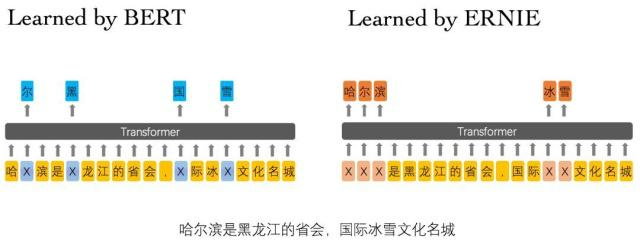 Learned by BERT
尔 黑 国 雪
Transformer
哈X滨是X龙江的省会，X际冰X文化名城
Learned by ERNIE
哈尔滨 冰雪
Transformer
XXX是黑龙江的省会，国际XX文化名城
哈尔滨是黑龙江的省会，国际冰雪文化名城